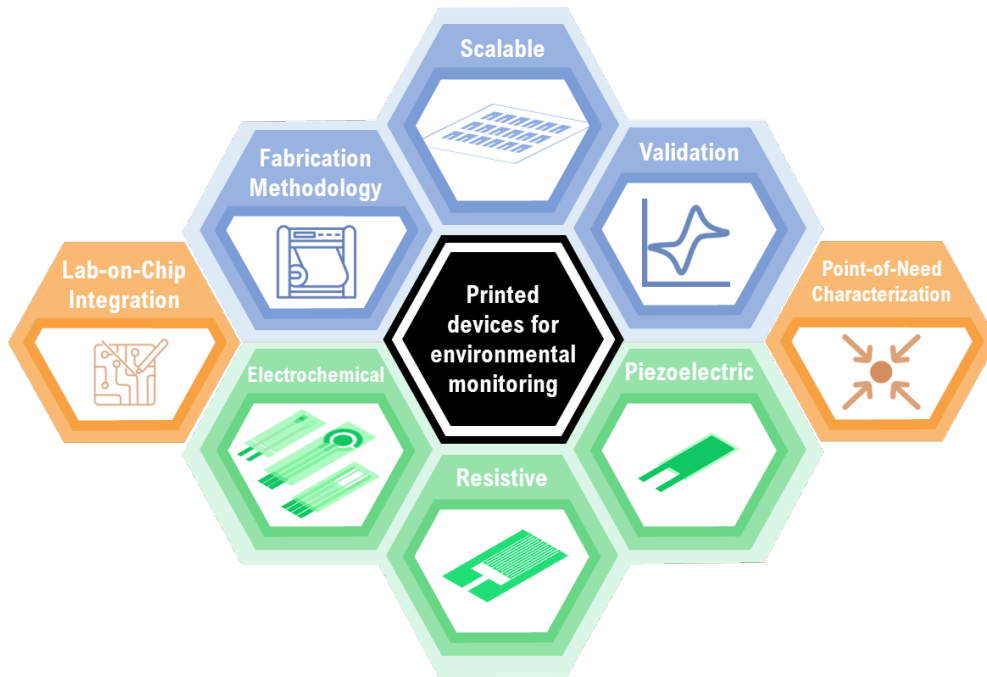 Scalable
Fabrication
Methodology
Validation
Lab-on-Chip
Integration
Printed
devices for
environmental
monitoring
Point-of-Need
Characterization
Electrochemical
Piezoelectric
Resistive